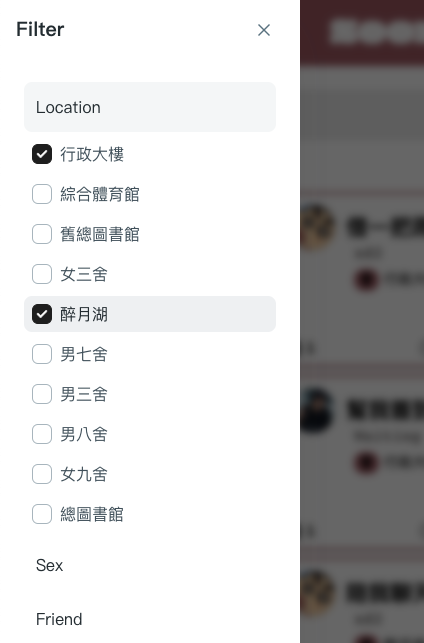 Filter
Location
行政大樓
綜合體育館
舊總圖書館
女三舍
醉月湖
男七舍
男三舍
男八舍
女九舍
總圖書館
Sex
Friend